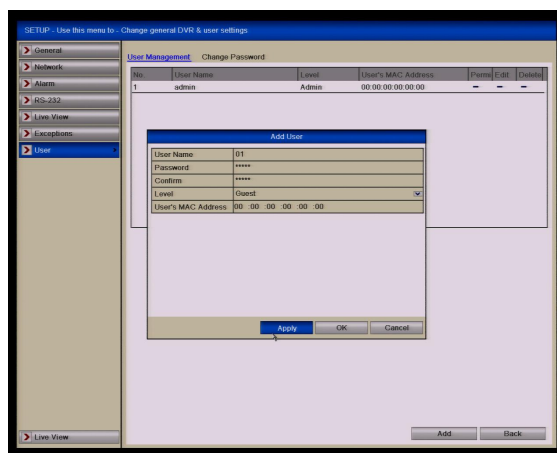 SETUP - Use this menu to - Change general DVR & user settings
General
Network
Alarm
RS-232
Live View
Exceptions
User
Live View
User Management Change Password
No. User Name Level User's MAC Address Permi Edit Delete
1 admin Admin 00:00:00:00:00:00 – – –
Add User
User Name 01
Password *****
Confirm *****
Level Guest
User's MAC Address 00 :00 :00 :00 :00 :00
Apply OK Cancel
Add Back